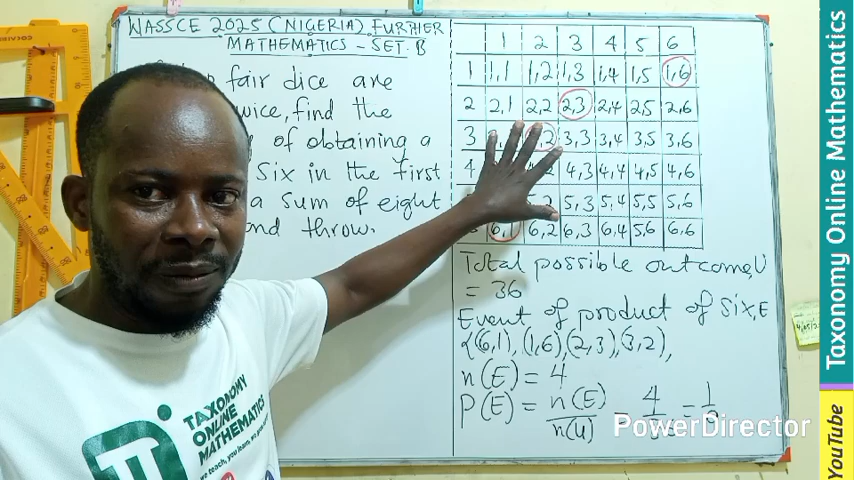 WASSCE 2025 (NIGERIA) FURTHER
MATHEMATICS - SET B
fair dice are
twice, find the
of obtaining a
six in the first
a sum of eight
throw.
1 2 3 4 5 6
1 1,1 1,2 1,3 1,4 1,5 1,6
2 2,1 2,2 2,3 2,4 2,5 2,6
3 3,3 3,4 3,5 3,6
4 4,3 4,4 4,5 4,6
5,3 5,4 5,5 5,6
6,1 6,2 6,3 6,4 5,6 6,6
Total possible outcome, U
= 36
Event of product of six, E
{(6,1), (1,6), (2,3), (3,2),
n(E) = 4
P(E) = n(E)/n(U) = 4/ = 1/
PowerDirector
TAXONOMY
ONLINE
MATHEMATICS
Taxonomy Online Mathematics
YouTube